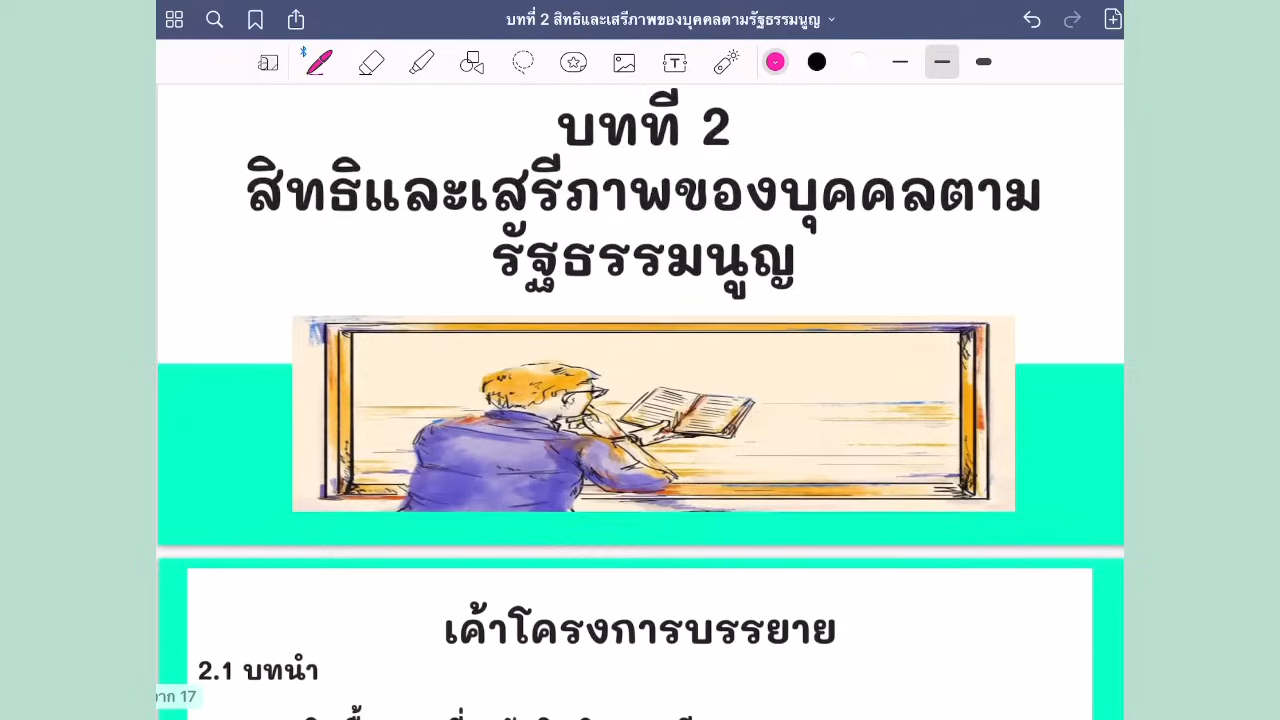 บทที่ 2 สิทธิและเสรีภาพของบุคคลตามรัฐธรรมนูญ
บทที่ 2
สิทธิและเสรีภาพของบุคคลตาม
รัฐธรรมนูญ
เค้าโครงการบรรยาย
2.1 บทนำ
จาก 17